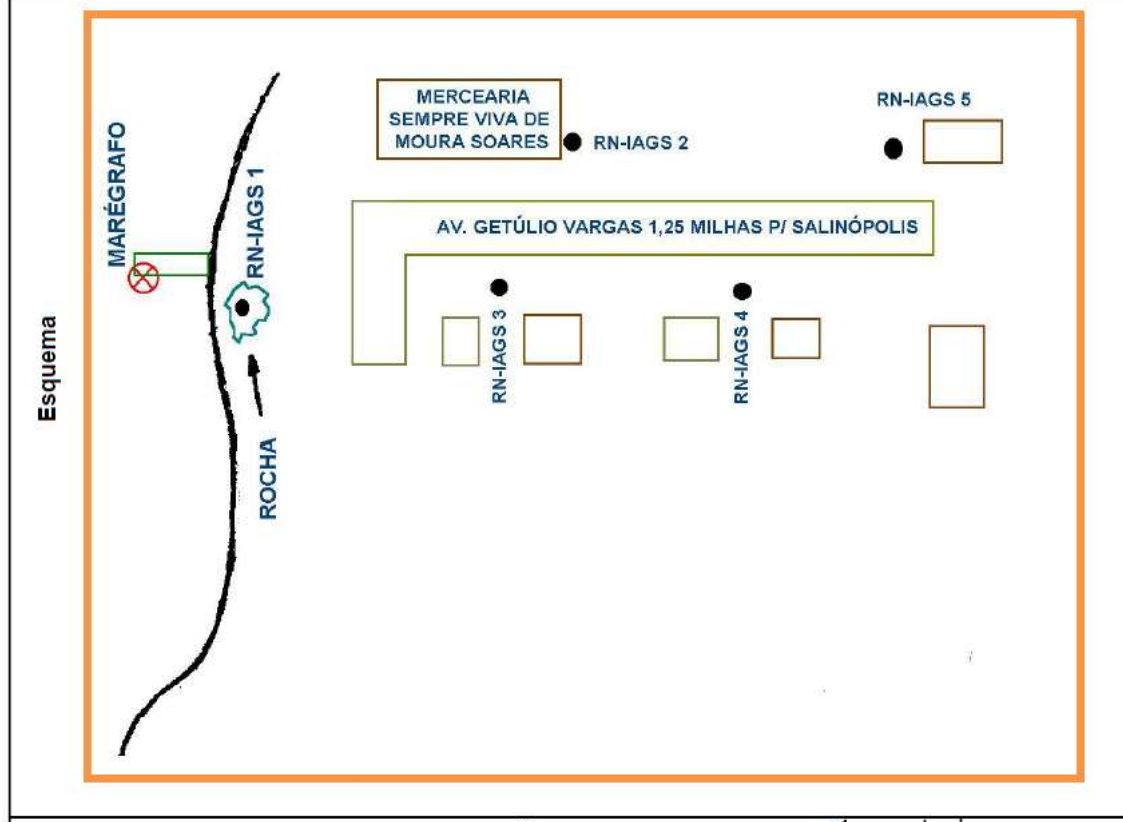 Esquema
MARÉGRAFO
RN-IAGS 1
ROCHA
MERCEARIA
SEMPRE VIVA DE
MOURA SOARES
RN-IAGS 2
RN-IAGS 5
AV. GETÚLIO VARGAS 1,25 MILHAS P/ SALINÓPOLIS
RN-IAGS 3
RN-IAGS 4